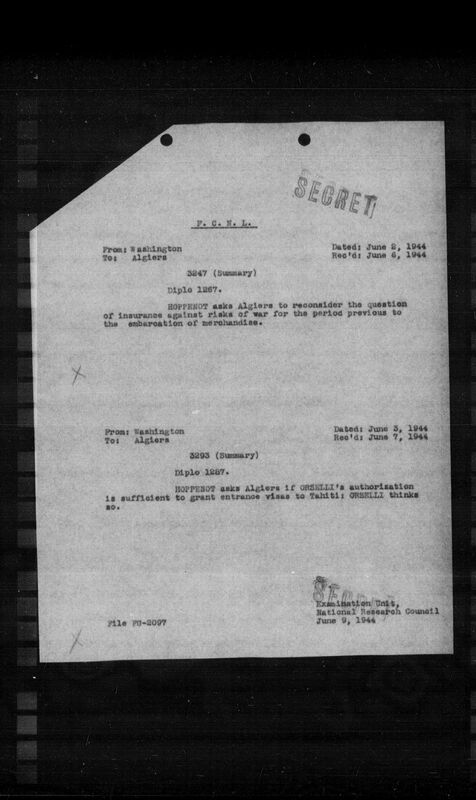 SECRET
F. C. N. L.
From: Washington Dated: June 2, 1944
To: Algiers Rec'd: June 6, 1944
3247 (Summary)
Diplo 1267.
HOPPENOT asks Algiers to reconsider the question
of insurance against risks of war for the period previous to
the embarcation of merchandise.
X
From: Washington Dated: June 3, 1944
To: Algiers Rec'd: June 7, 1944
3293 (Summary)
Diplo 1287.
HOPPENOT asks Algiers if ORSELLI's authorization
is sufficient to grant entrance visas to Tahiti: ORSELLI thinks
so.
SECRET
Examination Unit,
National Research Council
File FU-2097 June 9, 1944
X